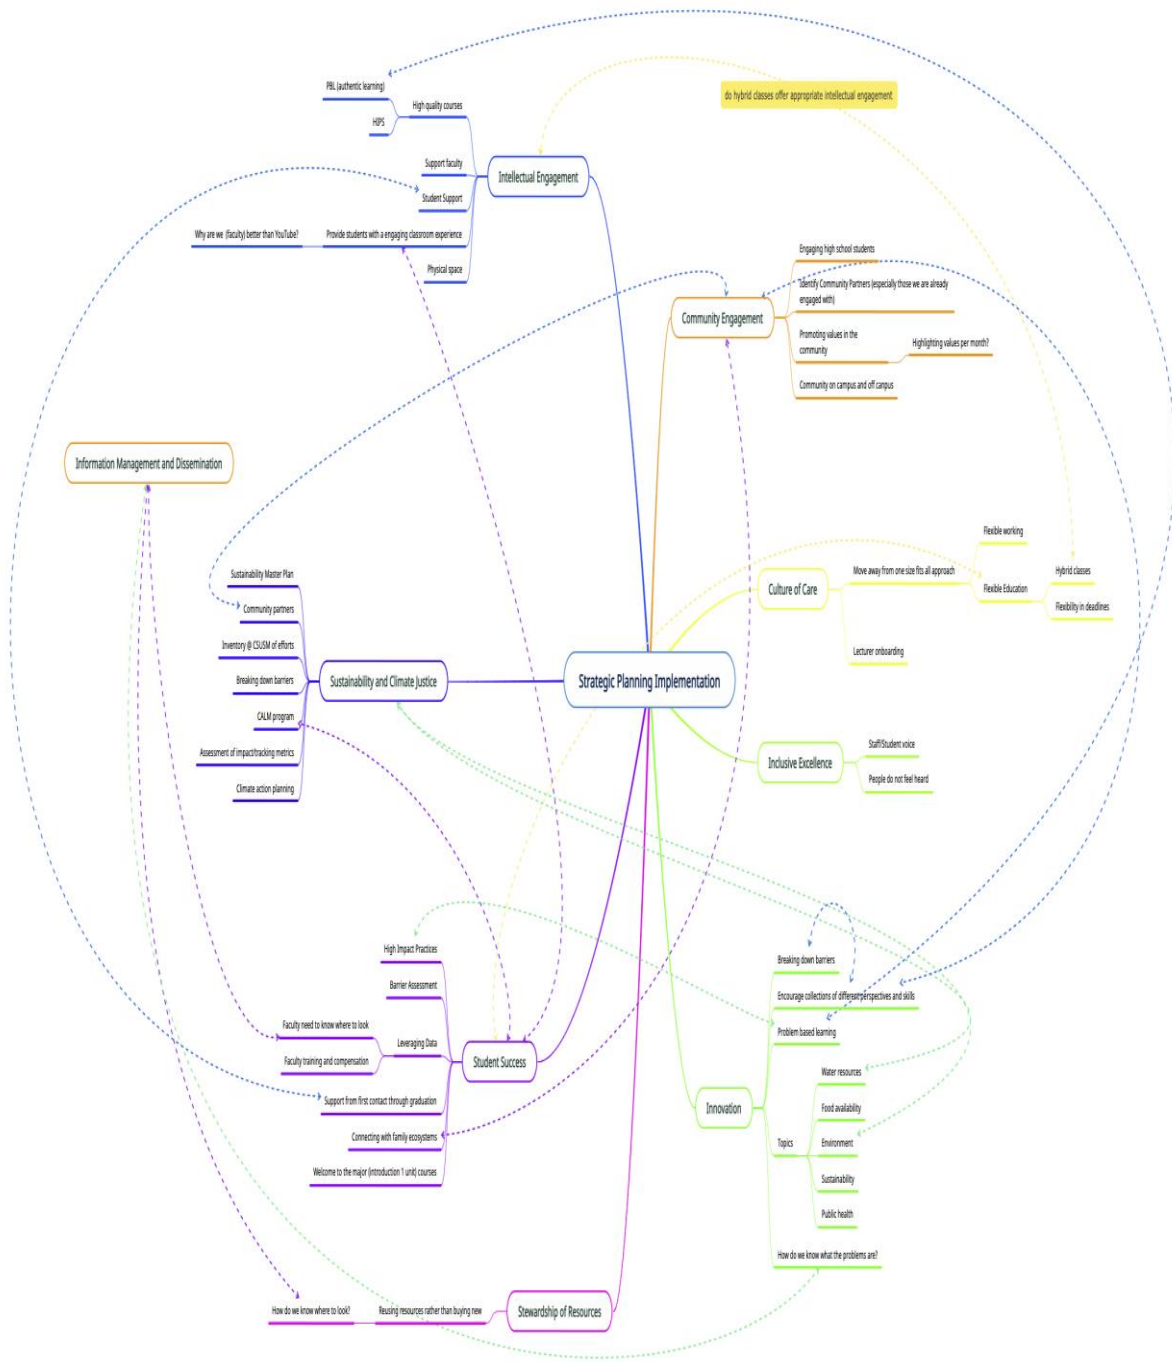 PBL (authentic learning)
High quality courses
HIPS
do hybrid classes offer appropriate intellectual engagement
Support faculty
Intellectual Engagement
Student Support
Why are we (faculty) better than YouTube?
Provide students with a engaging classroom experience
Physical space
Engaging high school students
Identify Community Partners (especially those we are already
engaged with)
Community Engagement
Promoting values in the
community
Highlighting values per month?
Community on campus and off canpus
Information Management and Dissemination
Flexible working
Culture of Care
Move away from one size fits all approach
Flexible Education
Hybrid classes
Flexibility in deadlines
Lecturer onboarding
Sustainability Master Plan
Community partners
Inventory @ CSUSM of efforts
Breaking down barriers
Sustainability and Climate Justice
CALM program
Assessment of impact/tracking metrics
Climate action planning
Strategic Planning Implementation
Inclusive Excellence
Staff/Student voice
People do not feel heard
High Impact Practices
Barrier Assessment
Faculty need to know where to look
Leveraging Data
Faculty training and compensation
Student Success
Support from first contact through graduation
Connecting with family ecosystems
Welcome to the major (introduction 1 unit) courses
Breaking down barriers
Encourage collections of different perspectives and skills
Problem based learning
Water resources
Food availability
Innovation
Topics
Environment
Sustainability
Public health
How do we know what the problems are?
How do we know where to look?
Reusing resources rather than buying new
Stewardship of Resources